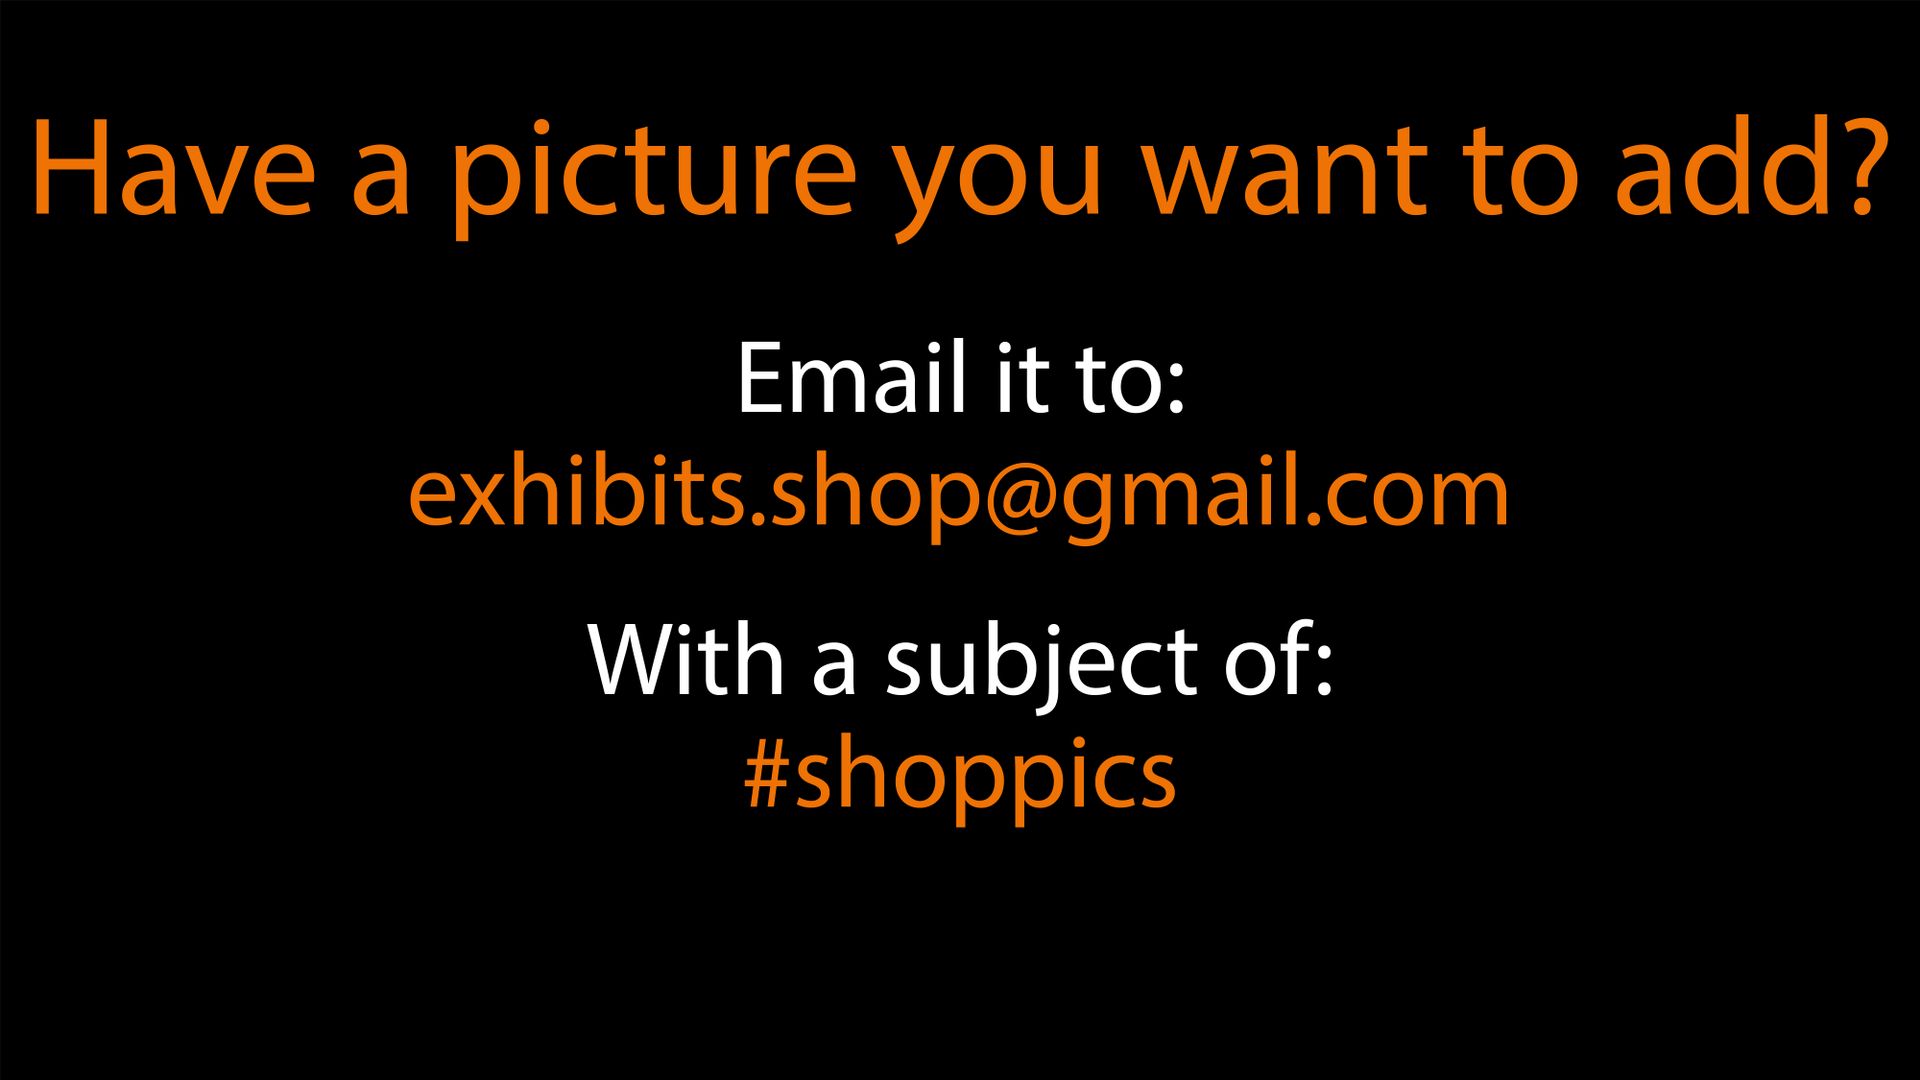 Have a picture you want to add?
Email it to:
exhibits.shop@gmail.com
With a subject of:
#shoppics